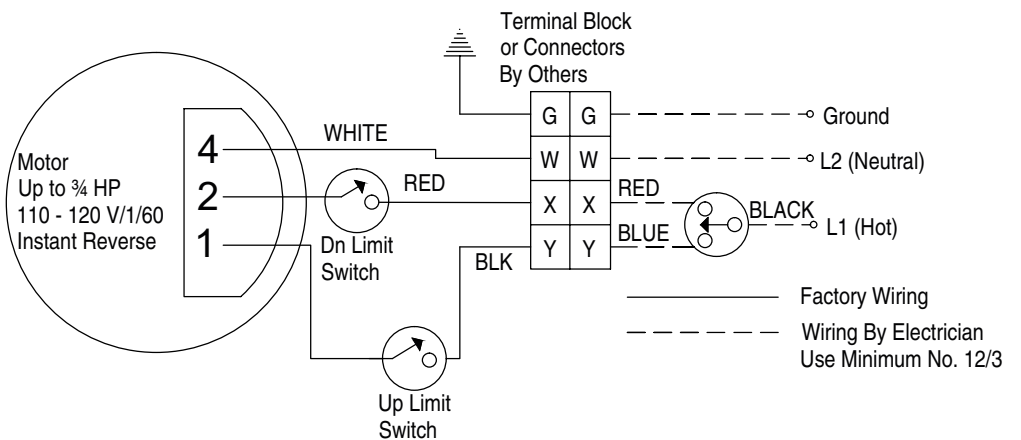 Terminal Block
or Connectors
By Others
G G
Ground
WHITE
W W
L2 (Neutral)
4
Motor
Up to ¾ HP
110 - 120 V/1/60
Instant Reverse
2
RED
X X
RED
BLACK
L1 (Hot)
1
Dn Limit
Switch
BLK
Y Y
BLUE
Factory Wiring
Wiring By Electrician
Use Minimum No. 12/3
Up Limit
Switch